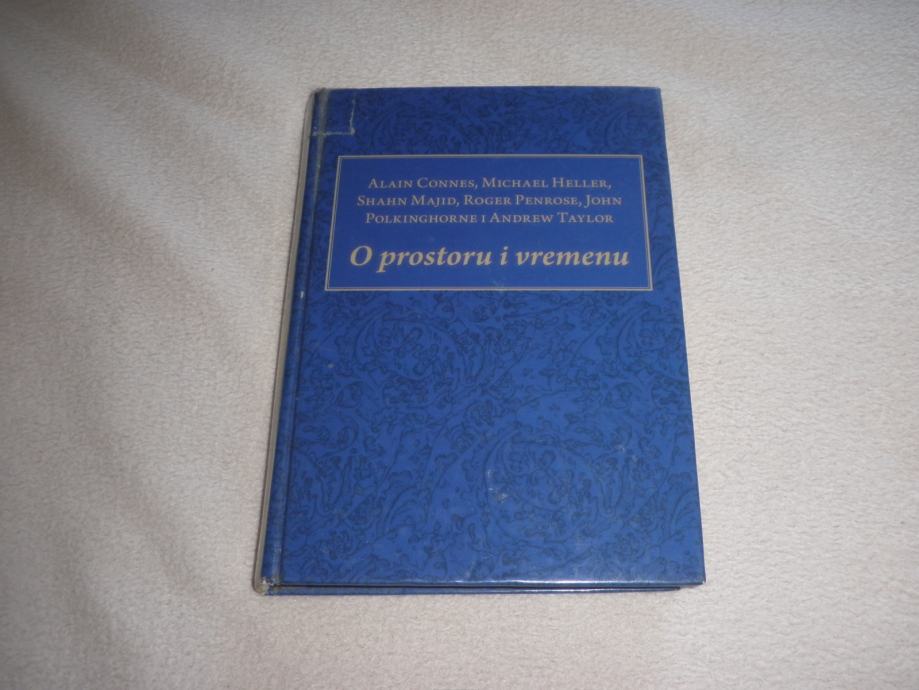 ALAIN CONNES, MICHAEL HELLER,
SHAHN MAJID, ROGER PENROSE, JOHN
POLKINGHORNE I ANDREW TAYLOR
O prostoru i vremenu